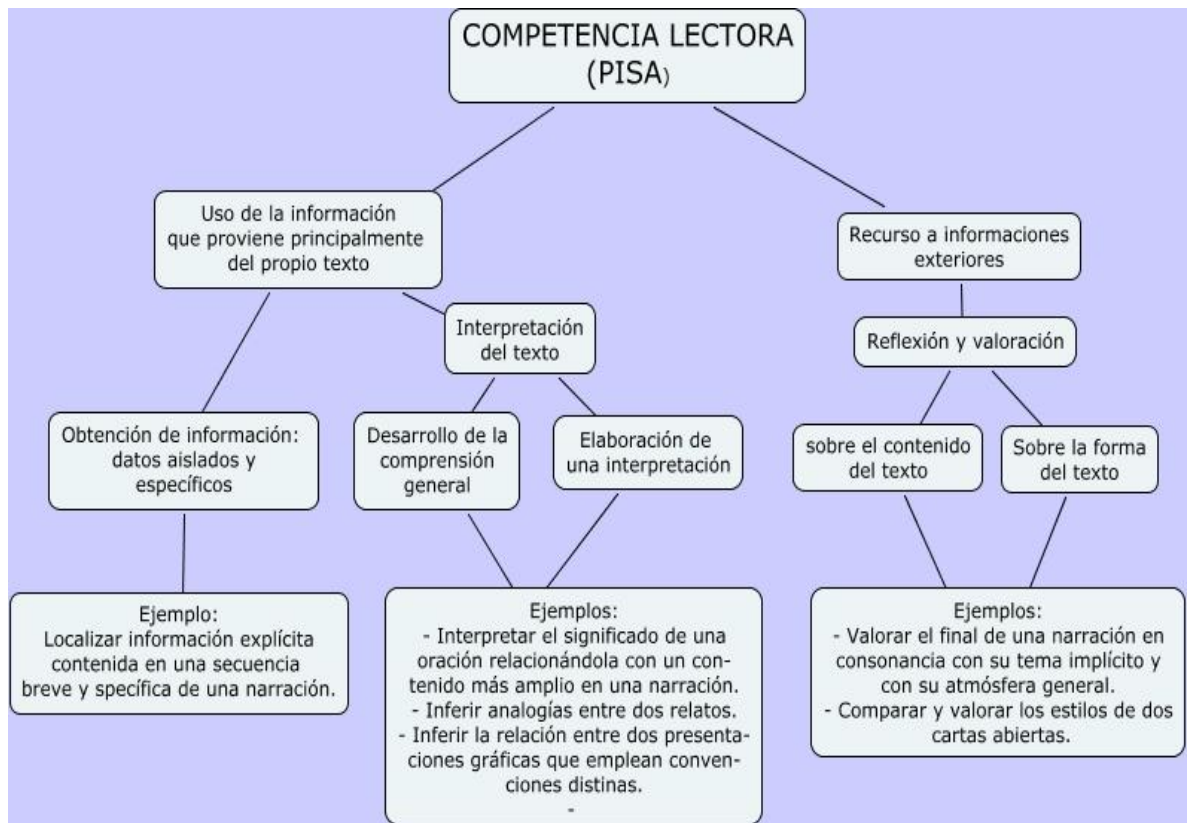 COMPETENCIA LECTORA
(PISA)
Uso de la información
que proviene principalmente
del propio texto
Recurso a informaciones
exteriores
Interpretación
del texto
Reflexión y valoración
Obtención de información:
datos aislados y
específicos
Desarrollo de la
comprensión
general
Elaboración de
una interpretación
sobre el contenido
del texto
Sobre la forma
del texto
Ejemplo:
Localizar información explícita
contenida en una secuencia
breve y specífica de una narración.
Ejemplos:
- Interpretar el significado de una
oración relacionándola con un con-
tenido más amplio en una narración.
- Inferir analogías entre dos relatos.
- Inferir la relación entre dos presenta-
ciones gráficas que emplean conven-
ciones distinas.
-
Ejemplos:
- Valorar el final de una narración en
consonancia con su tema implícito y
con su atmósfera general.
- Comparar y valorar los estilos de dos
cartas abiertas.